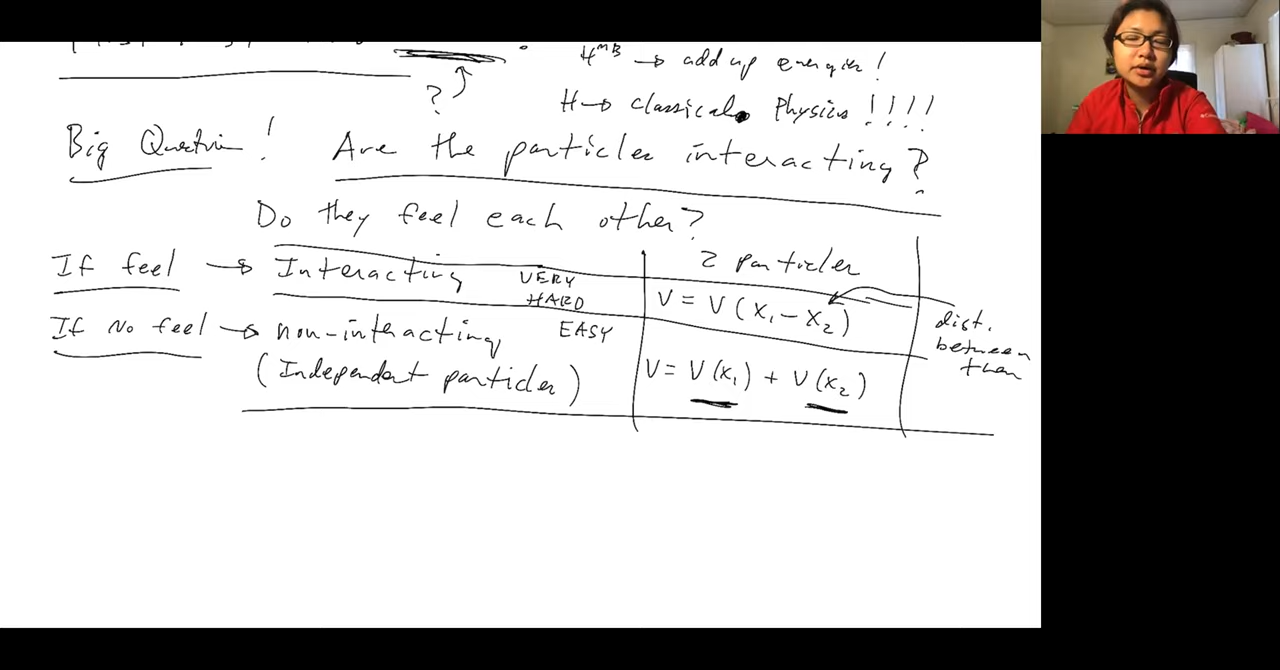 ?
H^MB → add up energies!
H → classical Physics !!!!
Big Question! Are the particles interacting?
Do they feel each other?
If feel → Interacting VERY HARD
2 particles
V = V(x₁ - x₂)
dist. between them
If No feel → non-interacting EASY
(Independent particles)
V = V(x₁) + V(x₂)